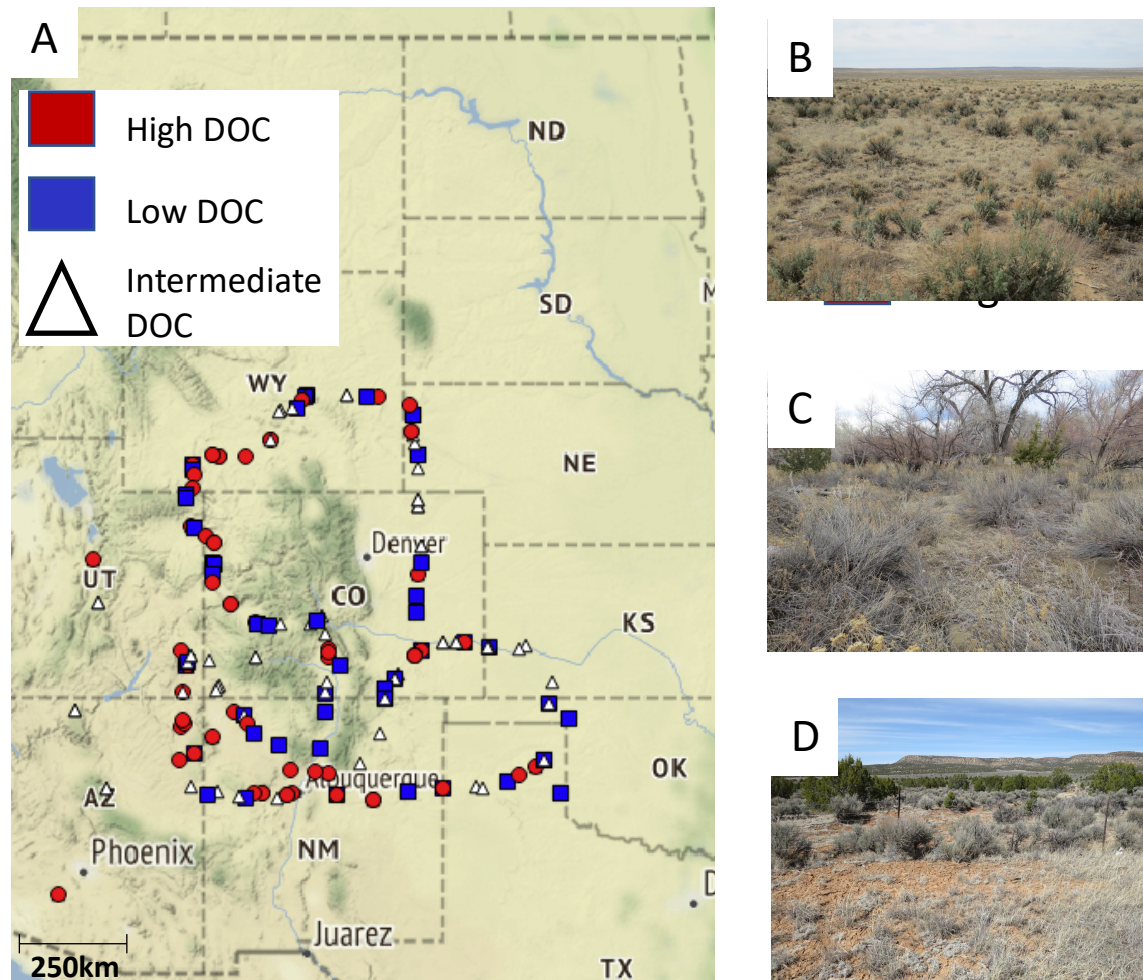 A
High DOC
Low DOC
Intermediate
DOC
ND
SD
WY
NE
Denver
UT
CO
KS
Albuquerque
OK
AZ
Phoenix
NM
Juarez
TX
250km
B
C
D